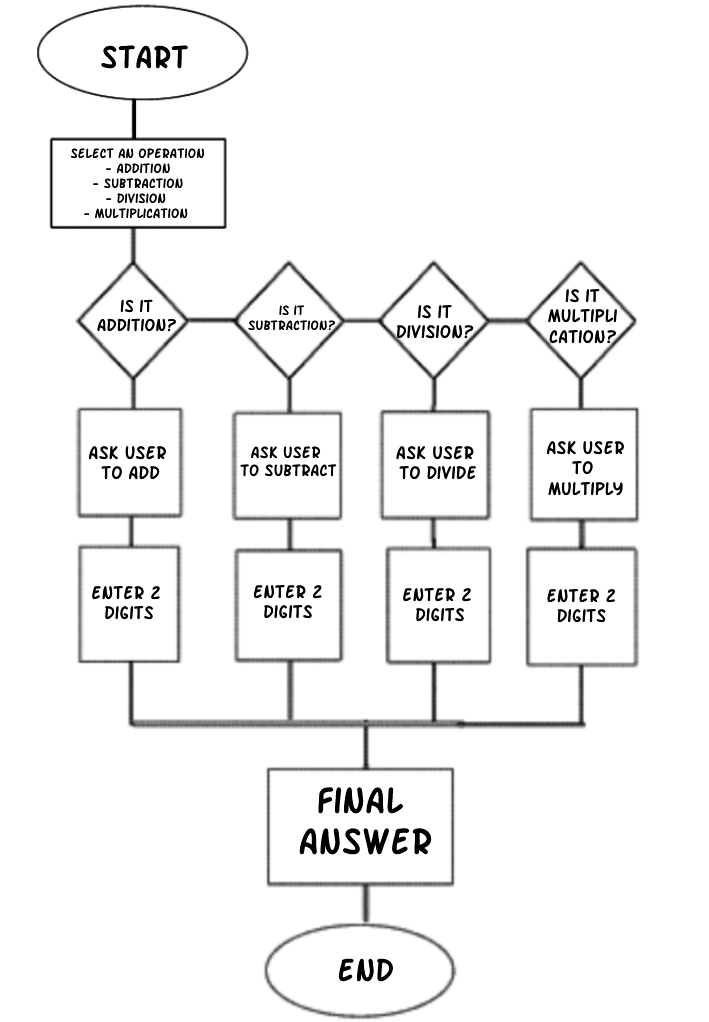 START
SELECT AN OPERATION
- ADDITION
- SUBTRACTION
- DIVISION
- MULTIPLICATION
IS IT
ADDITION?
IS IT
SUBTRACTION?
IS IT
DIVISION?
IS IT
MULTIPLI
CATION?
ASK USER
TO ADD
ASK USER
TO SUBTRACT
ASK USER
TO DIVIDE
ASK USER
TO
MULTIPLY
ENTER 2
DIGITS
ENTER 2
DIGITS
ENTER 2
DIGITS
ENTER 2
DIGITS
FINAL
ANSWER
END